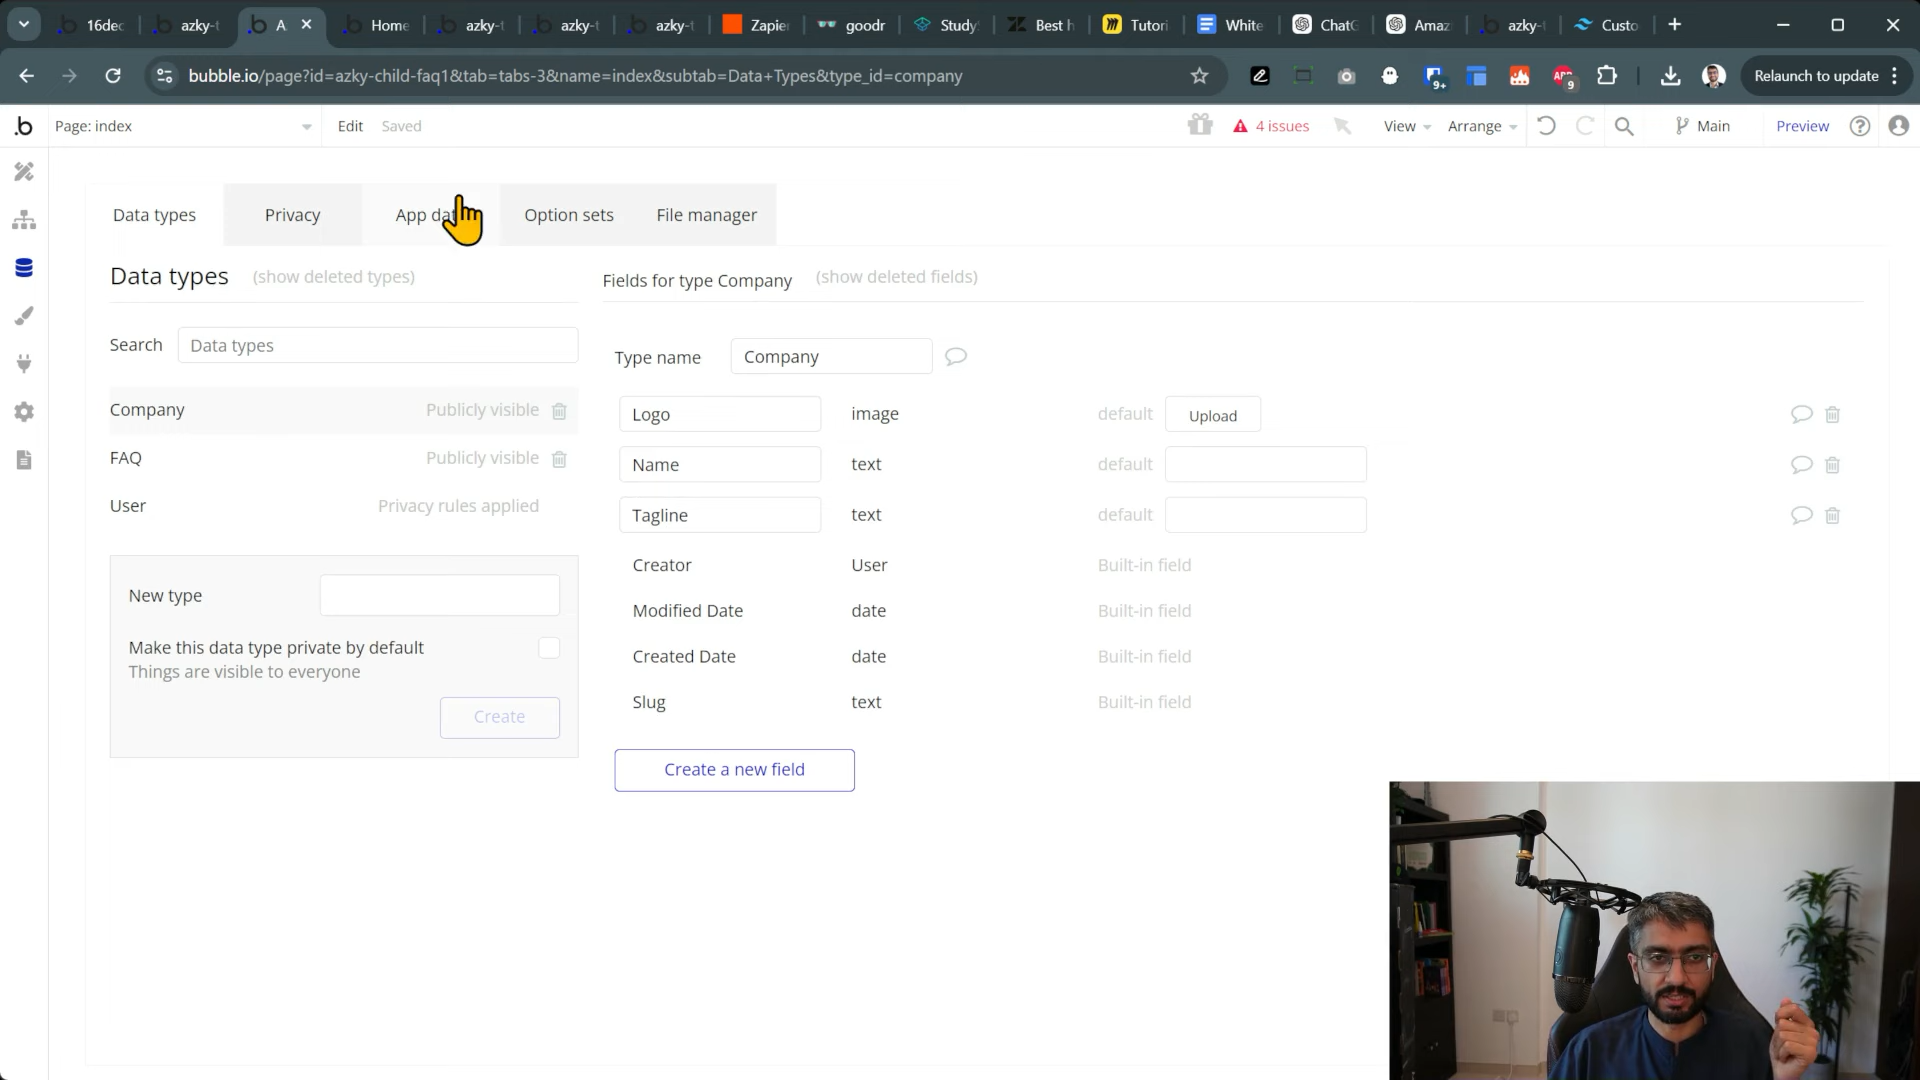 16dec
azky-t
A
Home
azky-t
azky-t
azky-t
Zapier
goodr
Study
Best h
Tutori
White
ChatG
Amaz
azky-t
Custo
bubble.io/page?id=azky-child-faq1&tab=tabs-3&name=index&subtab=Data+Types&type_id=company
9+
ABP
9
Relaunch to update
Page: index
Edit
Saved
4 issues
View
Arrange
Main
Preview
Data types
Privacy
App dat
Option sets
File manager
Data types
(show deleted types)
Fields for type Company
(show deleted fields)
Search
Data types
Type name
Company
Company
Publicly visible
Logo
image
default
Upload
FAQ
Publicly visible
Name
text
default
User
Privacy rules applied
Tagline
text
default
Creator
User
Built-in field
New type
Modified Date
date
Built-in field
Make this data type private by default
Things are visible to everyone
Created Date
date
Built-in field
Slug
text
Built-in field
Create
Create a new field